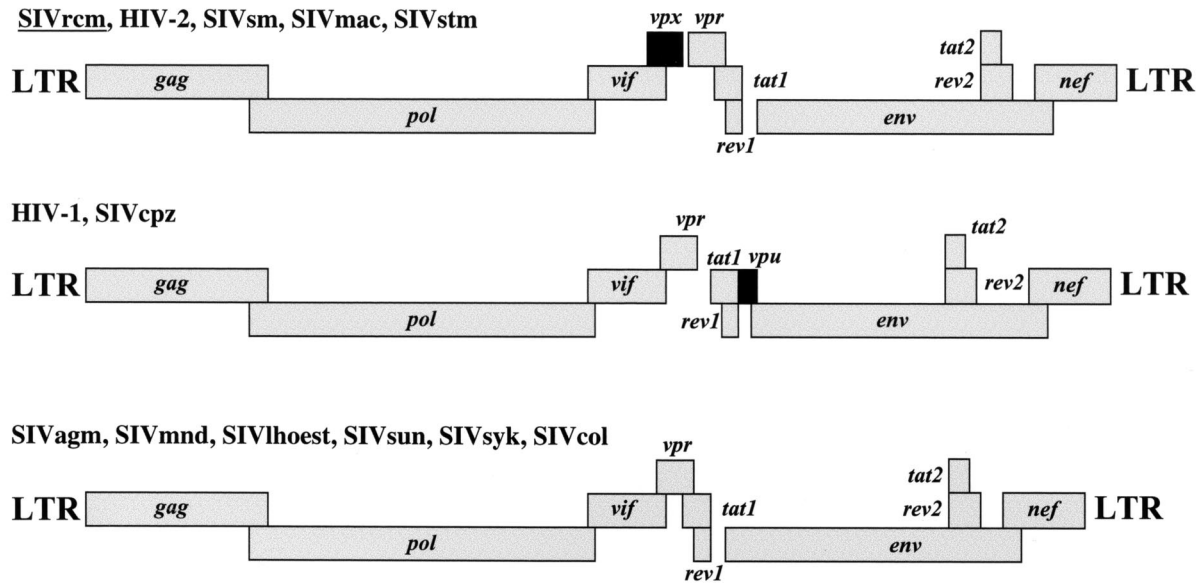 SIVrcm, HIV-2, SIVsm, SIVmac, SIVstm
vpx vpr
tat2
LTR gag vif tat1 rev2 nef LTR
pol env
rev1
HIV-1, SIVcpz
vpr
tat2
tat1 vpu
LTR gag vif rev2 nef LTR
rev1
pol env
SIVagm, SIVmnd, SIVlhoest, SIVsun, SIVsyk, SIVcol
vpr
tat2
LTR gag vif tat1 rev2 nef LTR
pol env
rev1